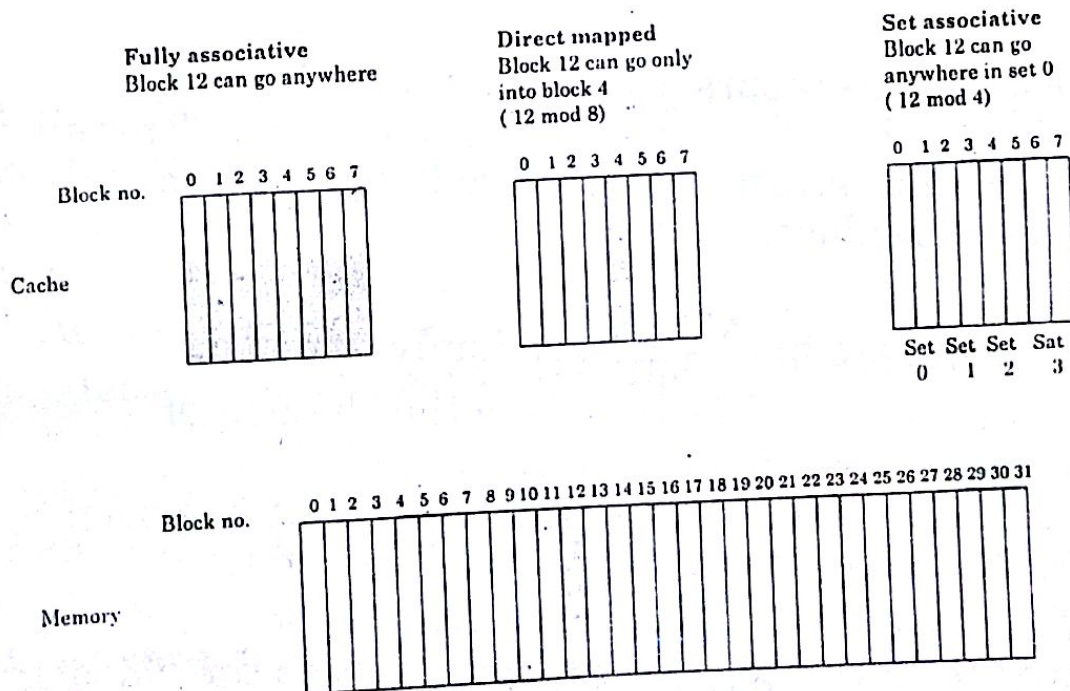 Fully associative
Block 12 can go anywhere
Direct mapped
Block 12 can go only
into block 4
( 12 mod 8)
Set associative
Block 12 can go
anywhere in set 0
( 12 mod 4)
Block no.
0 1 2 3 4 5 6 7
0 1 2 3 4 5 6 7
0 1 2 3 4 5 6 7
Cache
Set Set Set Sat
0 1 2 3
Block no.
0 1 2 3 4 5 6 7 8 9 10 11 12 13 14 15 16 17 18 19 20 21 22 23 24 25 26 27 28 29 30 31
Memory